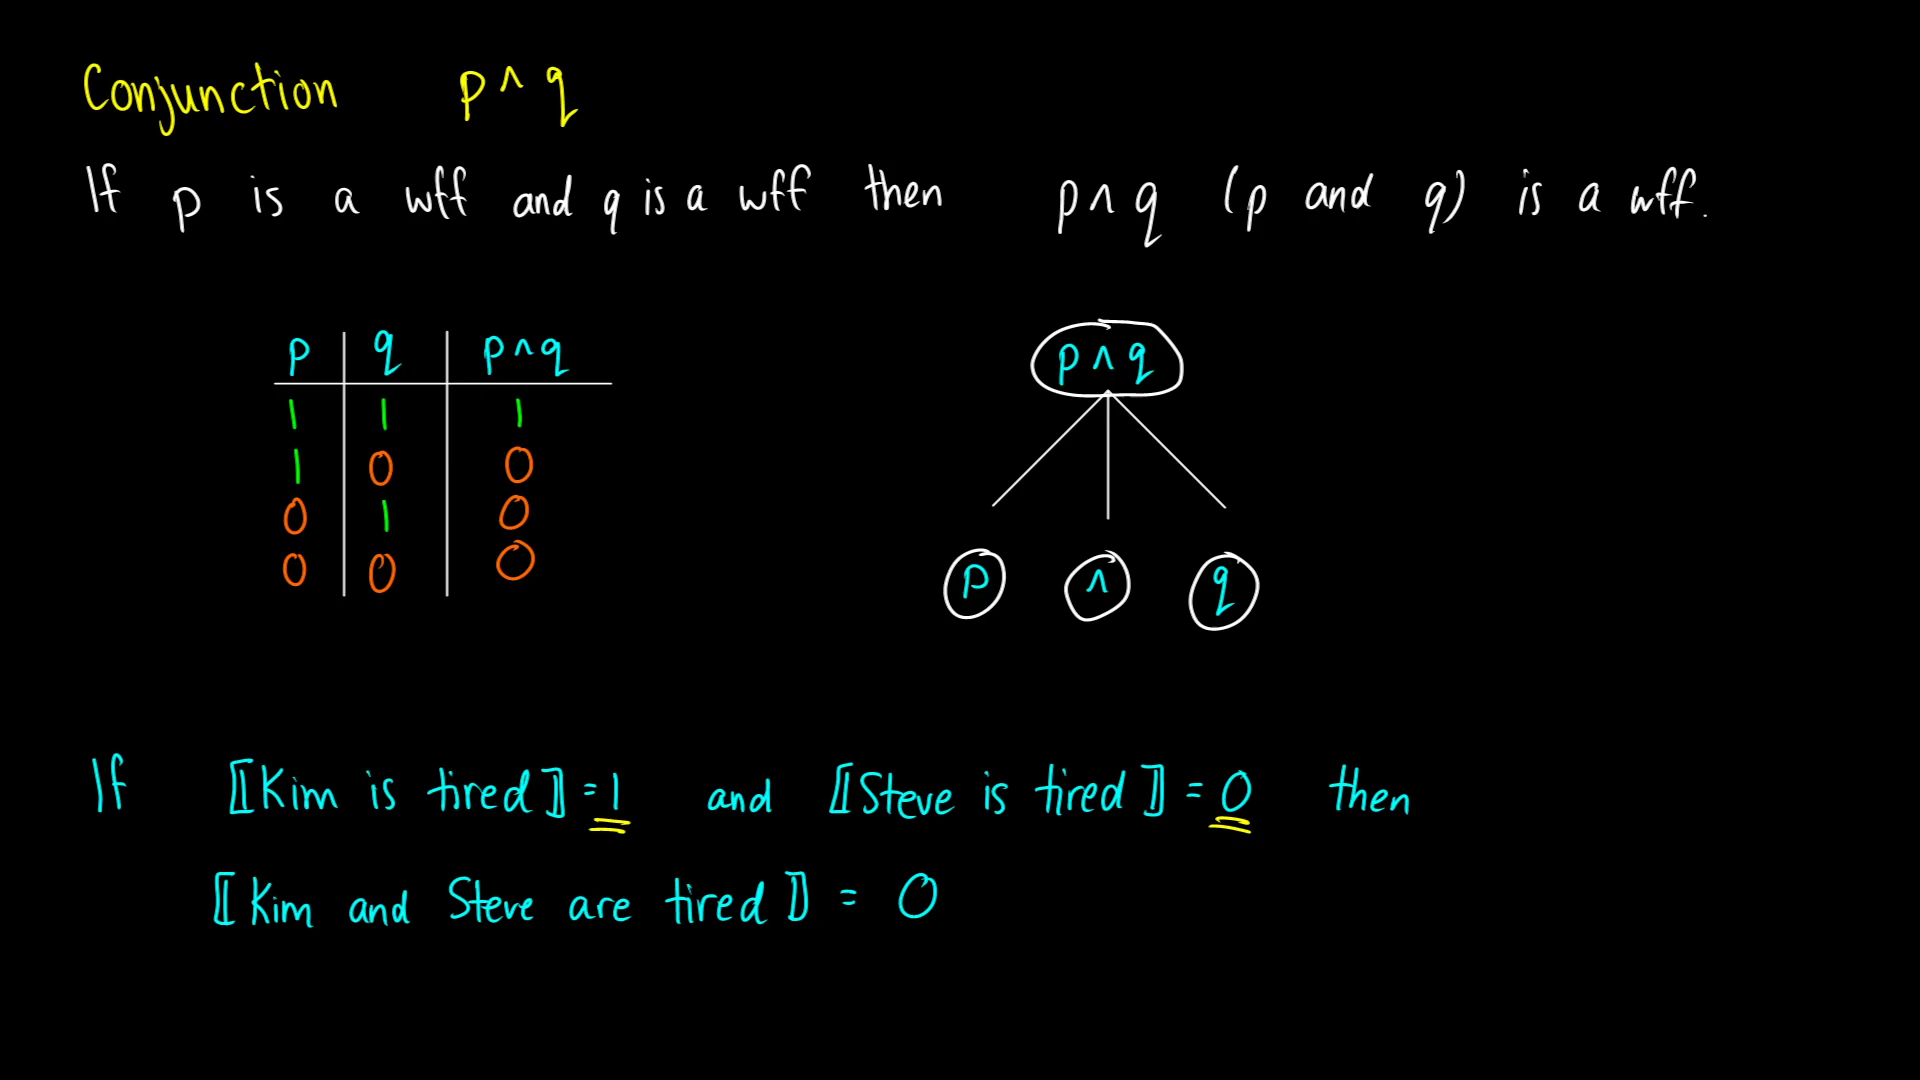 Conjunction p ∧ q
If p is a wff and q is a wff then p ∧ q (p and q) is a wff.
p q p ∧ q
1 1 1
1 0 0
0 1 0
0 0 0
p ∧ q
p ∧ q
If ⟦Kim is tired⟧ = 1 and ⟦Steve is tired⟧ = 0 then
⟦Kim and Steve are tired⟧ = 0